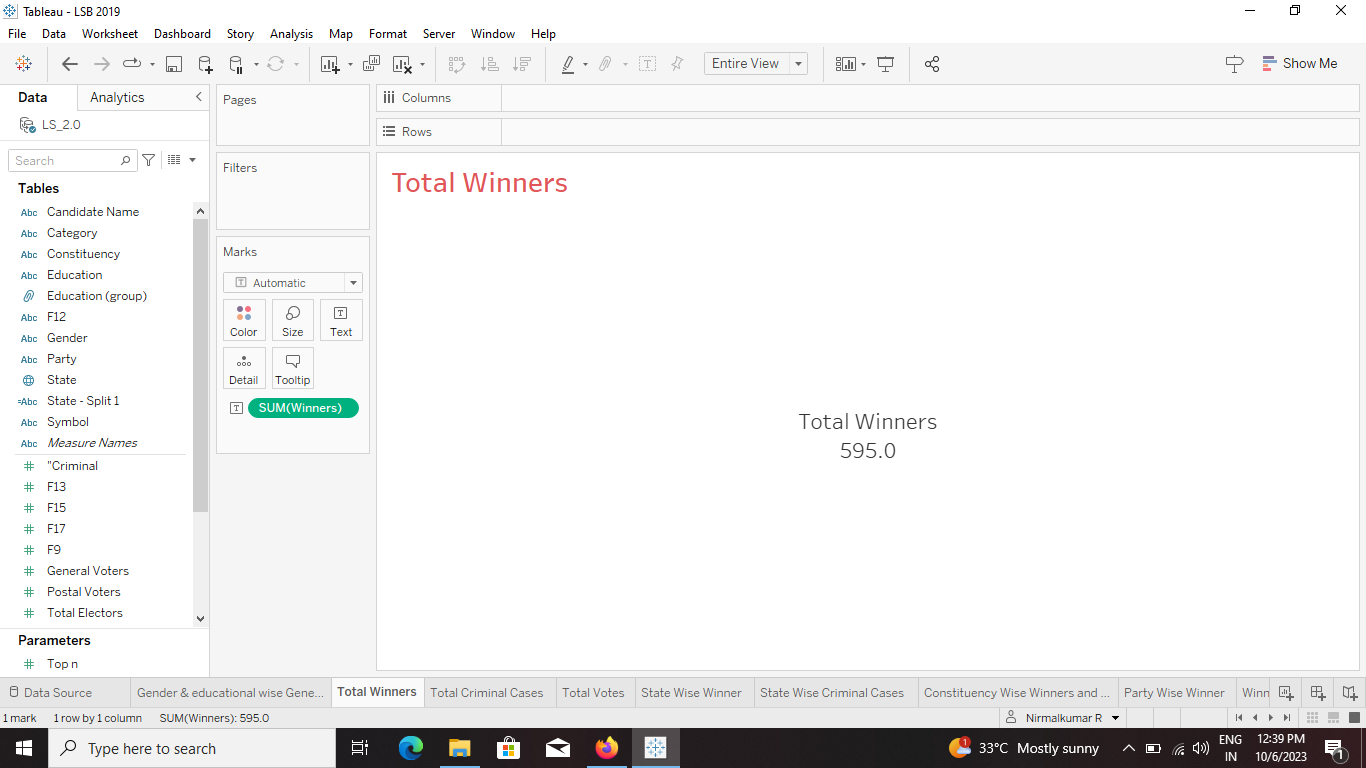 Tableau - LSB 2019
File Data Worksheet Dashboard Story Analysis Map Format Server Window Help
Entire View
Show Me
Data Analytics
LS_2.0
Search
Tables
Abc Candidate Name
Abc Category
Abc Constituency
Abc Education
Education (group)
Abc F12
Abc Gender
Abc Party
State
=Abc State - Split 1
Abc Symbol
Abc Measure Names
# "Criminal
# F13
# F15
# F17
# F9
# General Voters
# Postal Voters
# Total Electors
Parameters
# Top n
Pages
Filters
Marks
T Automatic
Color Size Text
Detail Tooltip
T SUM(Winners)
Columns
Rows
Total Winners
Total Winners
595.0
Data Source Gender & educational wise Gene... Total Winners Total Criminal Cases Total Votes State Wise Winner State Wise Criminal Cases Constituency Wise Winners and ... Party Wise Winner Winn
1 mark 1 row by 1 column SUM(Winners): 595.0 Nirmalkumar R
Type here to search
1 33°C Mostly sunny
ENG
IN
12:39 PM
10/6/2023
1